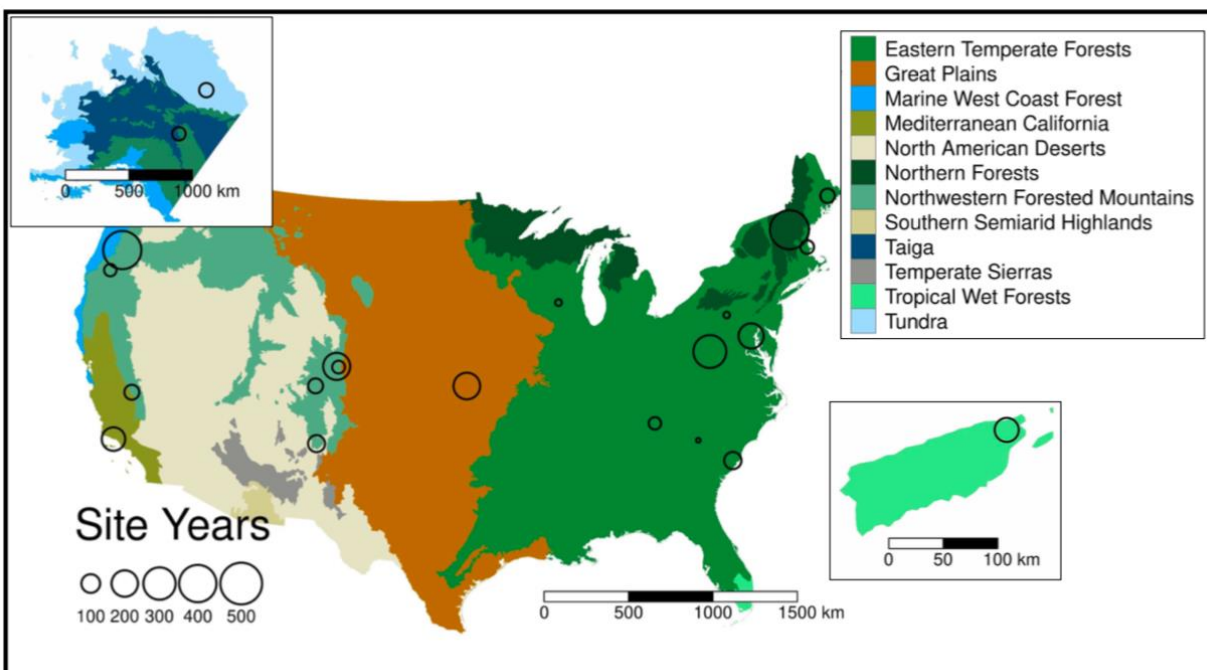 0 500 1000 km
Eastern Temperate Forests
Great Plains
Marine West Coast Forest
Mediterranean California
North American Deserts
Northern Forests
Northwestern Forested Mountains
Southern Semiarid Highlands
Taiga
Temperate Sierras
Tropical Wet Forests
Tundra
Site Years
100 200 300 400 500
0 500 1000 1500 km
0 50 100 km